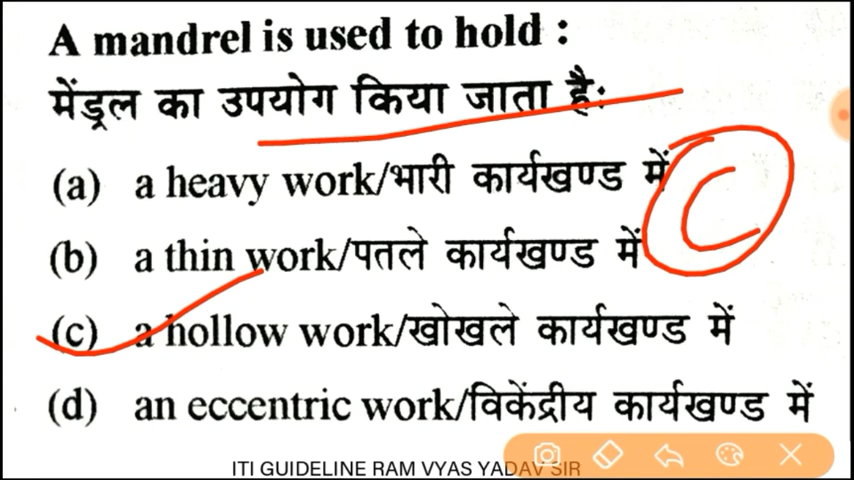 A mandrel is used to hold :
मेंड्रल का उपयोग किया जाता है:
(a) a heavy work/भारी कार्यखण्ड में
(b) a thin work/पतले कार्यखण्ड में
C
(c) a hollow work/खोखले कार्यखण्ड में
(d) an eccentric work/विकेंद्रीय कार्यखण्ड में
ITI GUIDELINE RAM VYAS YADAV SIR